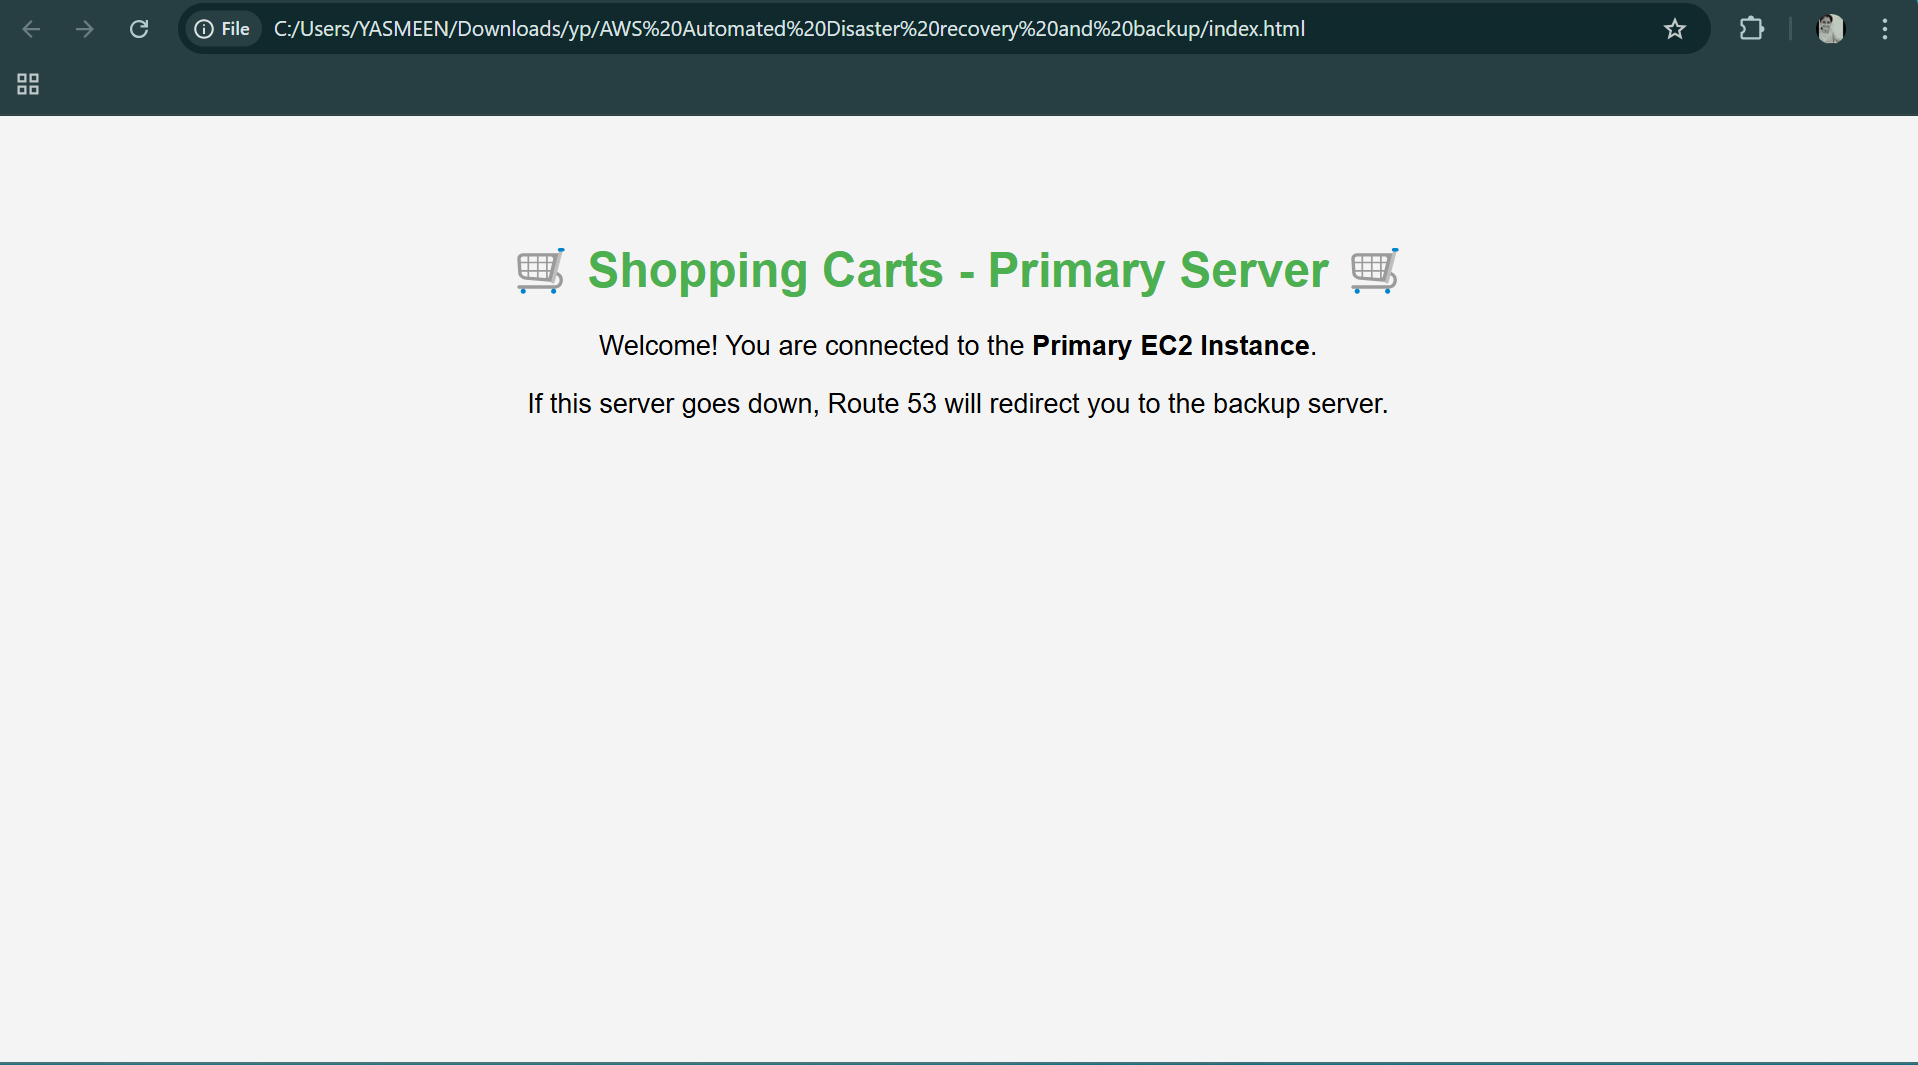 File C:/Users/YASMEEN/Downloads/yp/AWS%20Automated%20Disaster%20recovery%20and%20backup/index.html
🛒 Shopping Carts - Primary Server 🛒
Welcome! You are connected to the Primary EC2 Instance.
If this server goes down, Route 53 will redirect you to the backup server.